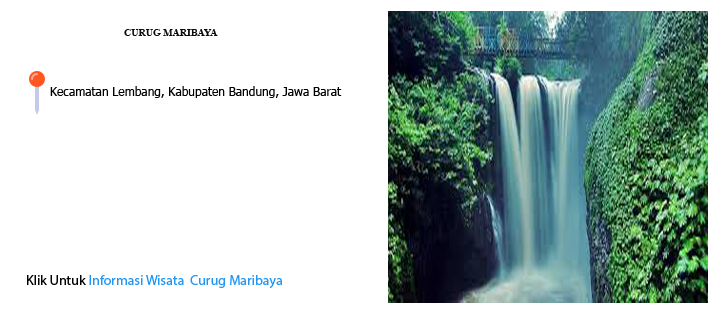 CURUG MARIBAYA
Kecamatan Lembang, Kabupaten Bandung, Jawa Barat
Klik Untuk Informasi Wisata  Curug Maribaya